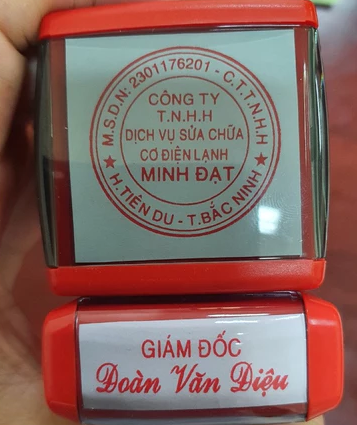 M.S.D.N: 2301176201 - C.T.T.N.H.H
CÔNG TY
T.N.H.H
DỊCH VỤ SỬA CHỮA
CƠ ĐIỆN LẠNH
MINH ĐẠT
★ H.TIÊN DU - T.BẮC NINH ★
GIÁM ĐỐC
Đoàn Văn Diệu